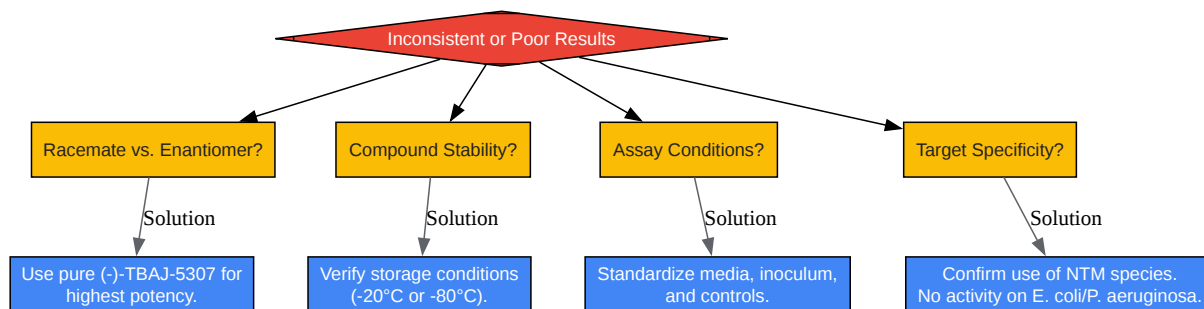 Inconsistent or Poor Results
Racemate vs. Enantiomer?
Compound Stability?
Assay Conditions?
Target Specificity?
Solution
Solution
Solution
Solution
Use pure (-)-TBAJ-5307 for
highest potency.
Verify storage conditions
(-20°C or -80°C).
Standardize media, inoculum,
and controls.
Confirm use of NTM species.
No activity on E. coli/P. aeruginosa.